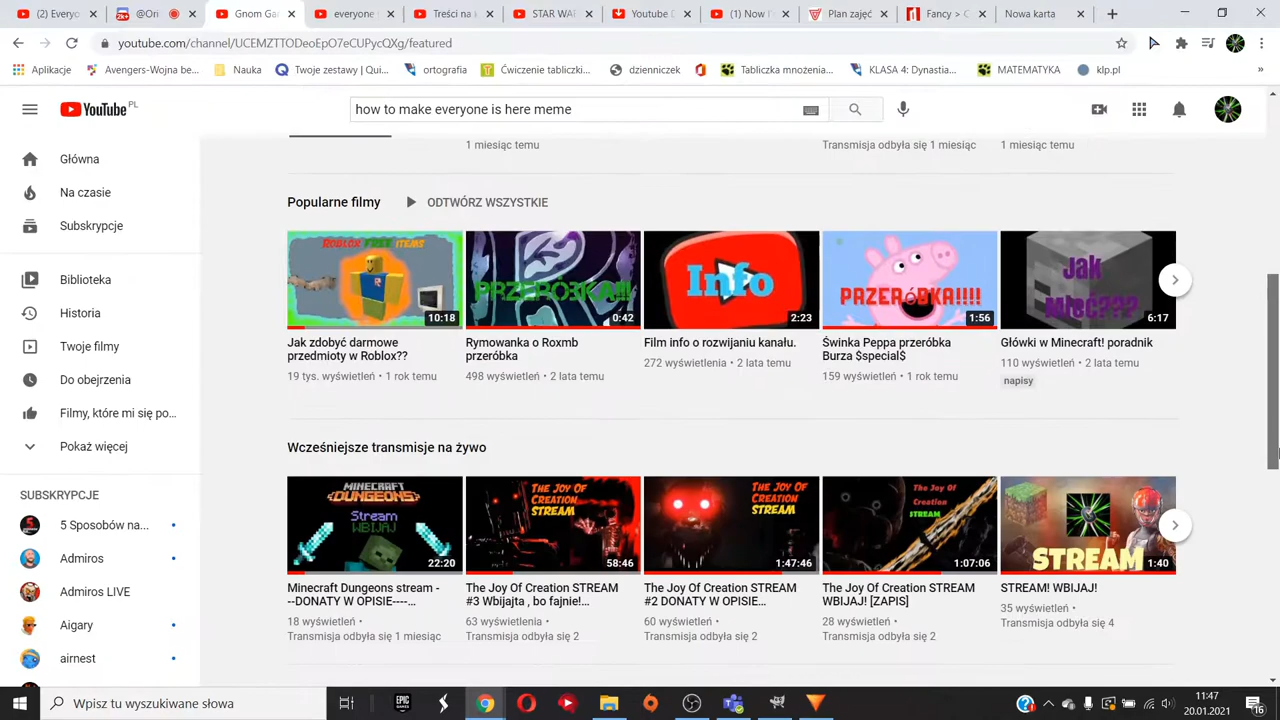 (2) Everyo
@Ori
Gnom Gam
everyone
Treści na k
STAR WAR
Youtube D
(1) Now I'
Plan zajęć
Fancy > C
Nowa karta
youtube.com/channel/UCEMZTTODeoEpO7eCUPycQXg/featured
Aplikacje
Avengers-Wojna be...
Nauka
Twoje zestawy | Qui...
ortografia
Ćwiczenie tabliczki...
dzienniczek
Tabliczka mnożenia...
KLASA 4: Dynastia...
MATEMATYKA
klp.pl
»
YouTube PL
how to make everyone is here meme
Główna
Na czasie
Subskrypcje
Biblioteka
Historia
Twoje filmy
Do obejrzenia
Filmy, które mi się po...
Pokaż więcej
SUBSKRYPCJE
5 Sposobów na...
Admiros
Admiros LIVE
Aigary
airnest
1 miesiąc temu
Transmisja odbyła się 1 miesiąc
1 miesiąc temu
Popularne filmy
ODTWÓRZ WSZYSTKIE
ROBLOX FREE ITEMS
10:18
Jak zdobyć darmowe
przedmioty w Roblox??
19 tys. wyświetleń • 1 rok temu
PRZERÓBKA!!!
0:42
Rymowanka o Roxmb
przeróbka
498 wyświetleń • 2 lata temu
Info
2:23
Film info o rozwijaniu kanału.
272 wyświetlenia • 2 lata temu
PRZERÓBKA!!!!
1:56
Świnka Peppa przeróbka
Burza $special$
159 wyświetleń • 1 rok temu
Jak
mieć???
6:17
Główki w Minecraft! poradnik
110 wyświetleń • 2 lata temu
napisy
Wcześniejsze transmisje na żywo
MINECRAFT
DUNGEONS
Stream
WBIJAJ
22:20
Minecraft Dungeons stream -
--DONATY W OPISIE----...
18 wyświetleń •
Transmisja odbyła się 1 miesiąc
THE JOY OF
CREATION
STREAM
58:46
The Joy Of Creation STREAM
#3 Wbijajta , bo fajnie!...
63 wyświetlenia •
Transmisja odbyła się 2
THE JOY OF
CREATION
STREAM
1:47:46
The Joy Of Creation STREAM
#2 DONATY W OPISIE...
60 wyświetleń •
Transmisja odbyła się 2
The Joy Of
Creation
STREAM
1:07:06
The Joy Of Creation STREAM
WBIJAJ! [ZAPIS]
28 wyświetleń •
Transmisja odbyła się 2
STREAM
1:40
STREAM! WBIJAJ!
35 wyświetleń •
Transmisja odbyła się 4
Wpisz tu wyszukiwane słowa
EPIC
GAMES
11:47
20.01.2021
16